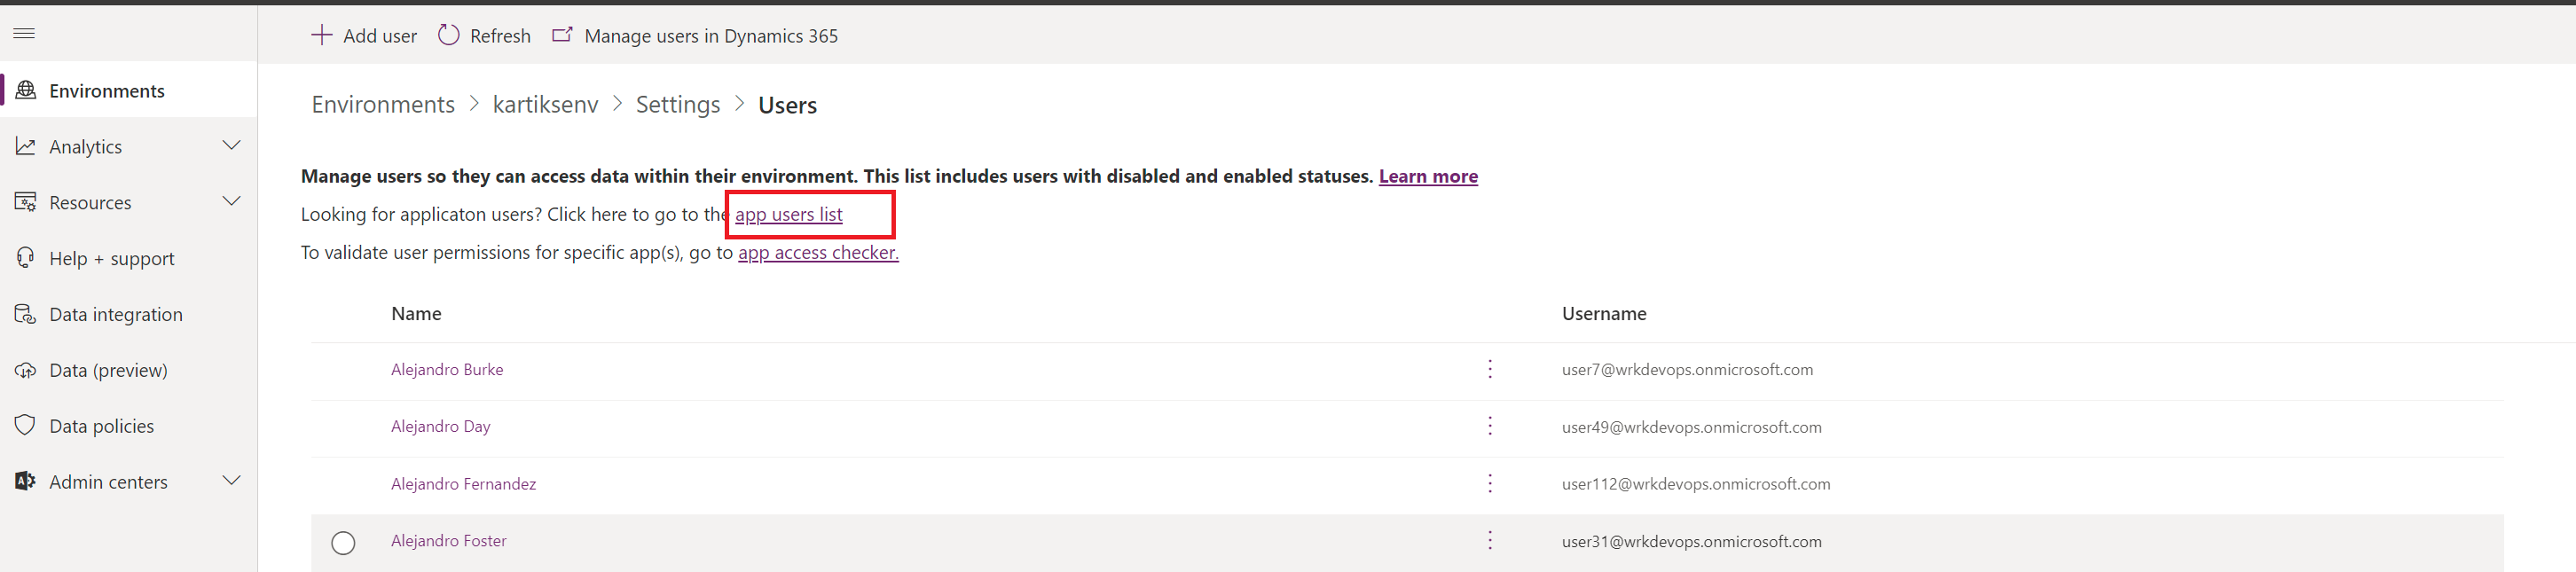 Add user Refresh Manage users in Dynamics 365
Environments
Analytics
Resources
Help + support
Data integration
Data (preview)
Data policies
Admin centers
Environments > kartiksenv > Settings > Users
Manage users so they can access data within their environment. This list includes users with disabled and enabled statuses. Learn more
Looking for applicaton users? Click here to go to the app users list
To validate user permissions for specific app(s), go to app access checker.
Name Username
Alejandro Burke user7@wrkdevops.onmicrosoft.com
Alejandro Day user49@wrkdevops.onmicrosoft.com
Alejandro Fernandez user112@wrkdevops.onmicrosoft.com
Alejandro Foster user31@wrkdevops.onmicrosoft.com